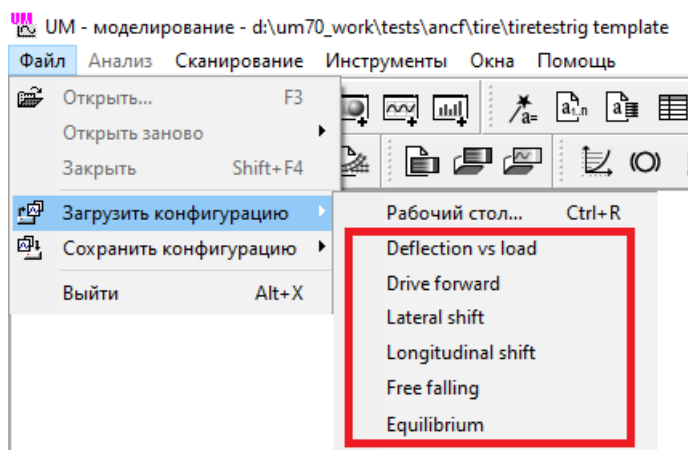 UM - моделирование - d:\um70_work\tests\ancf\tire\tiretestrig template
Файл Анализ Сканирование Инструменты Окна Помощь
Открыть... F3
Открыть заново
Закрыть Shift+F4
Загрузить конфигурацию
Сохранить конфигурацию
Выйти Alt+X
Рабочий стол... Ctrl+R
Deflection vs load
Drive forward
Lateral shift
Longitudinal shift
Free falling
Equilibrium